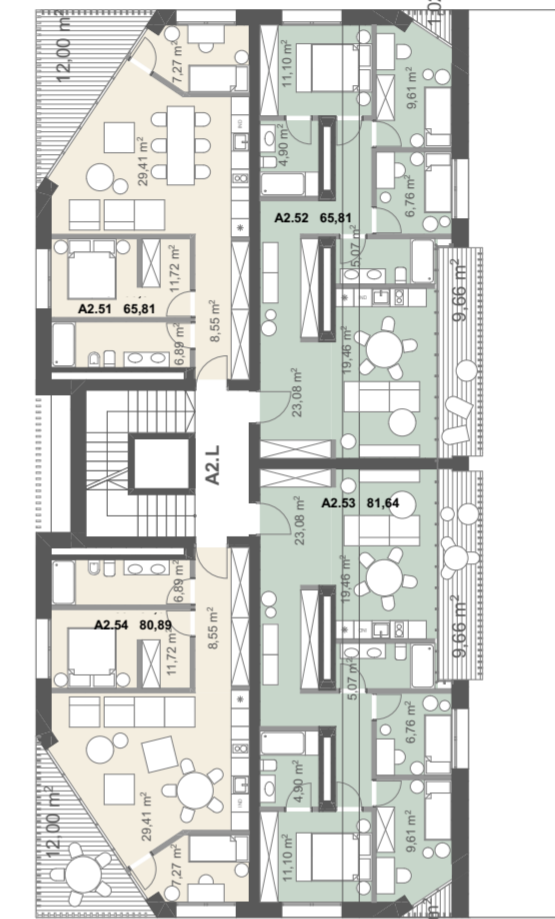 12,00 m²
7,27 m²
11,10 m²
9,61 m²
29,41 m²
4,90 m²
6,76 m²
A2.52 65,81
5,07 m²
11,72 m²
A2.51 65,81
9,66 m²
8,55 m²
6,89 m²
19,46 m²
23,08 m²
A2.L
A2.53 81,64
23,08 m²
19,46 m²
6,89 m²
A2.54 80,89
8,55 m²
11,72 m²
9,66 m²
5,07 m²
6,76 m²
29,41 m²
4,90 m²
12,00 m²
7,27 m²
11,10 m²
9,61 m²